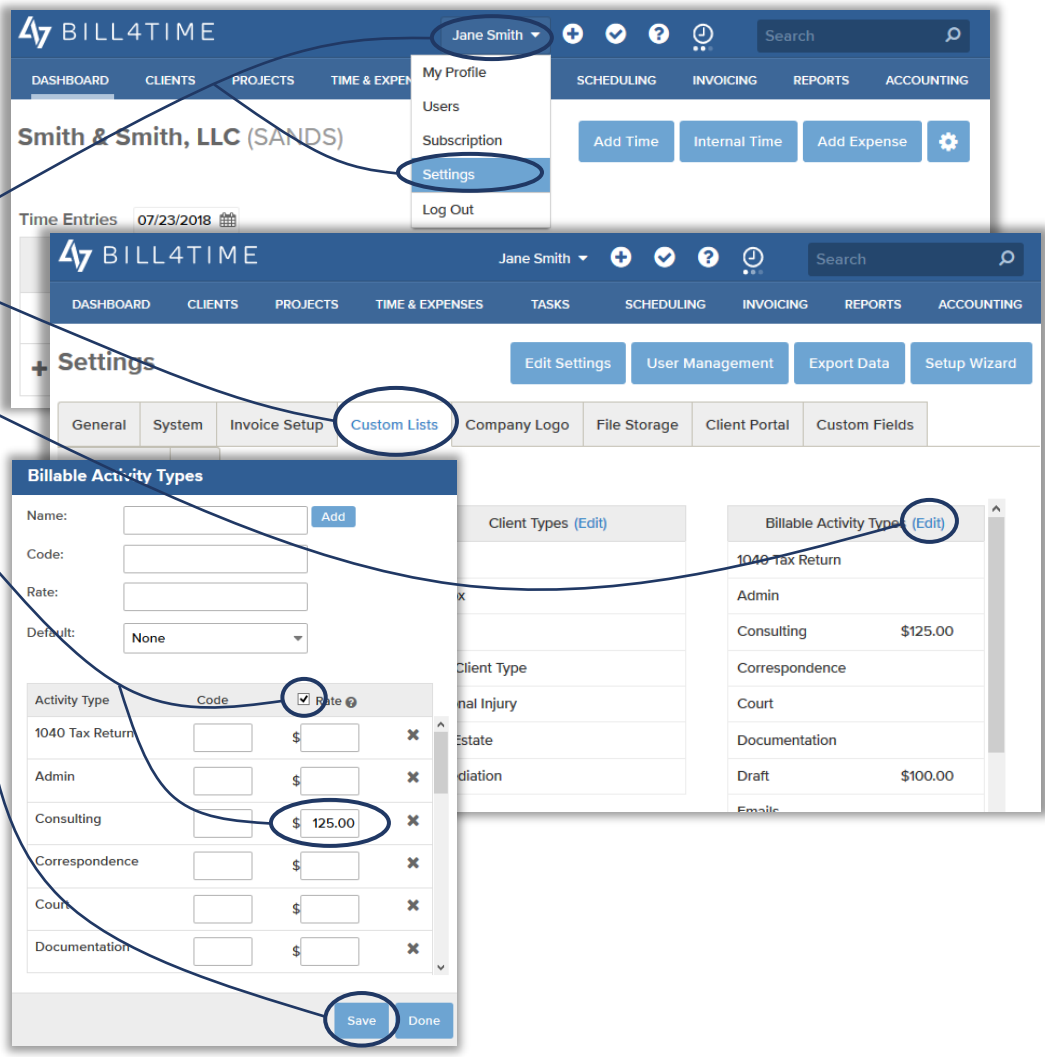 BILL4TIME
Jane Smith
Search
DASHBOARD CLIENTS PROJECTS TIME & EXPEN SCHEDULING INVOICING REPORTS ACCOUNTING
My Profile
Users
Subscription
Settings
Log Out
Smith & Smith, LLC (SANDS)
Add Time Internal Time Add Expense
Time Entries 07/23/2018
BILL4TIME
Jane Smith
Search
DASHBOARD CLIENTS PROJECTS TIME & EXPENSES TASKS SCHEDULING INVOICING REPORTS ACCOUNTING
Settings
Edit Settings User Management Export Data Setup Wizard
General System Invoice Setup Custom Lists Company Logo File Storage Client Portal Custom Fields
Client Types (Edit)
Client Type
nal Injury
Estate
diation
Billable Activity Types (Edit)
1040 Tax Return
Admin
Consulting $125.00
Correspondence
Court
Documentation
Draft $100.00
Emails
Billable Activity Types
Name: Add
Code:
Rate:
Default: None
Activity Type Code Rate
1040 Tax Return $
Admin $
Consulting $ 125.00
Correspondence $
Court $
Documentation $
Save Done